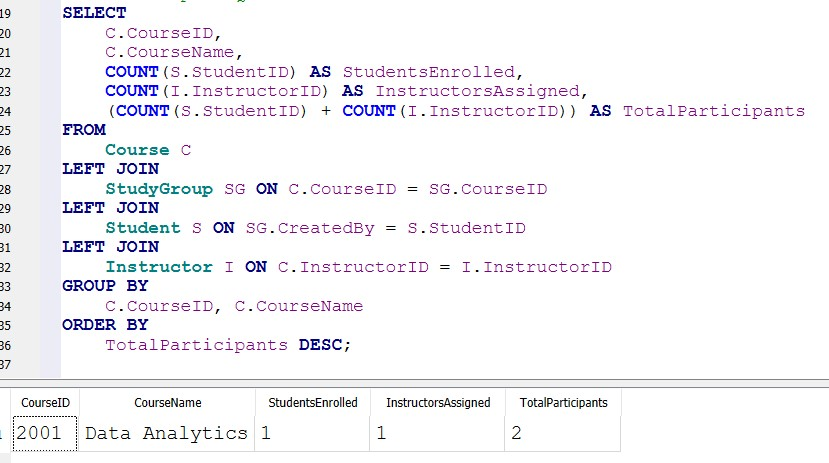 19 SELECT
20 C.CourseID,
21 C.CourseName,
22 COUNT(S.StudentID) AS StudentsEnrolled,
23 COUNT(I.InstructorID) AS InstructorsAssigned,
24 (COUNT(S.StudentID) + COUNT(I.InstructorID)) AS TotalParticipants
25 FROM
26 Course C
27 LEFT JOIN
28 StudyGroup SG ON C.CourseID = SG.CourseID
29 LEFT JOIN
30 Student S ON SG.CreatedBy = S.StudentID
31 LEFT JOIN
32 Instructor I ON C.InstructorID = I.InstructorID
33 GROUP BY
34 C.CourseID, C.CourseName
35 ORDER BY
36 TotalParticipants DESC;
37
CourseID CourseName StudentsEnrolled InstructorsAssigned TotalParticipants
2001 Data Analytics 1 1 2